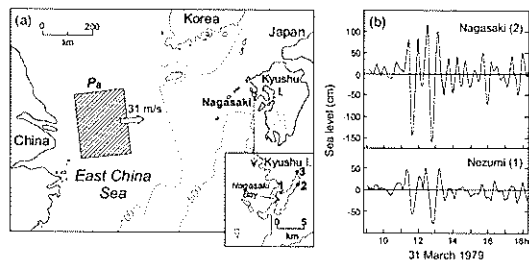 (a)
0
200
km
Korea
Japan
Pa
31 m/s
Nagasaki
Kyushu
I.
China
East China
Sea
Kyushu I.
Nagasaki
Bay
1
2
3
0
5
km
(b)
Nagasaki (2)
Sea level (cm)
100
50
0
-50
-100
-150
Nezumi (1)
50
0
-50
10
12
14
16
18h
31 March 1979